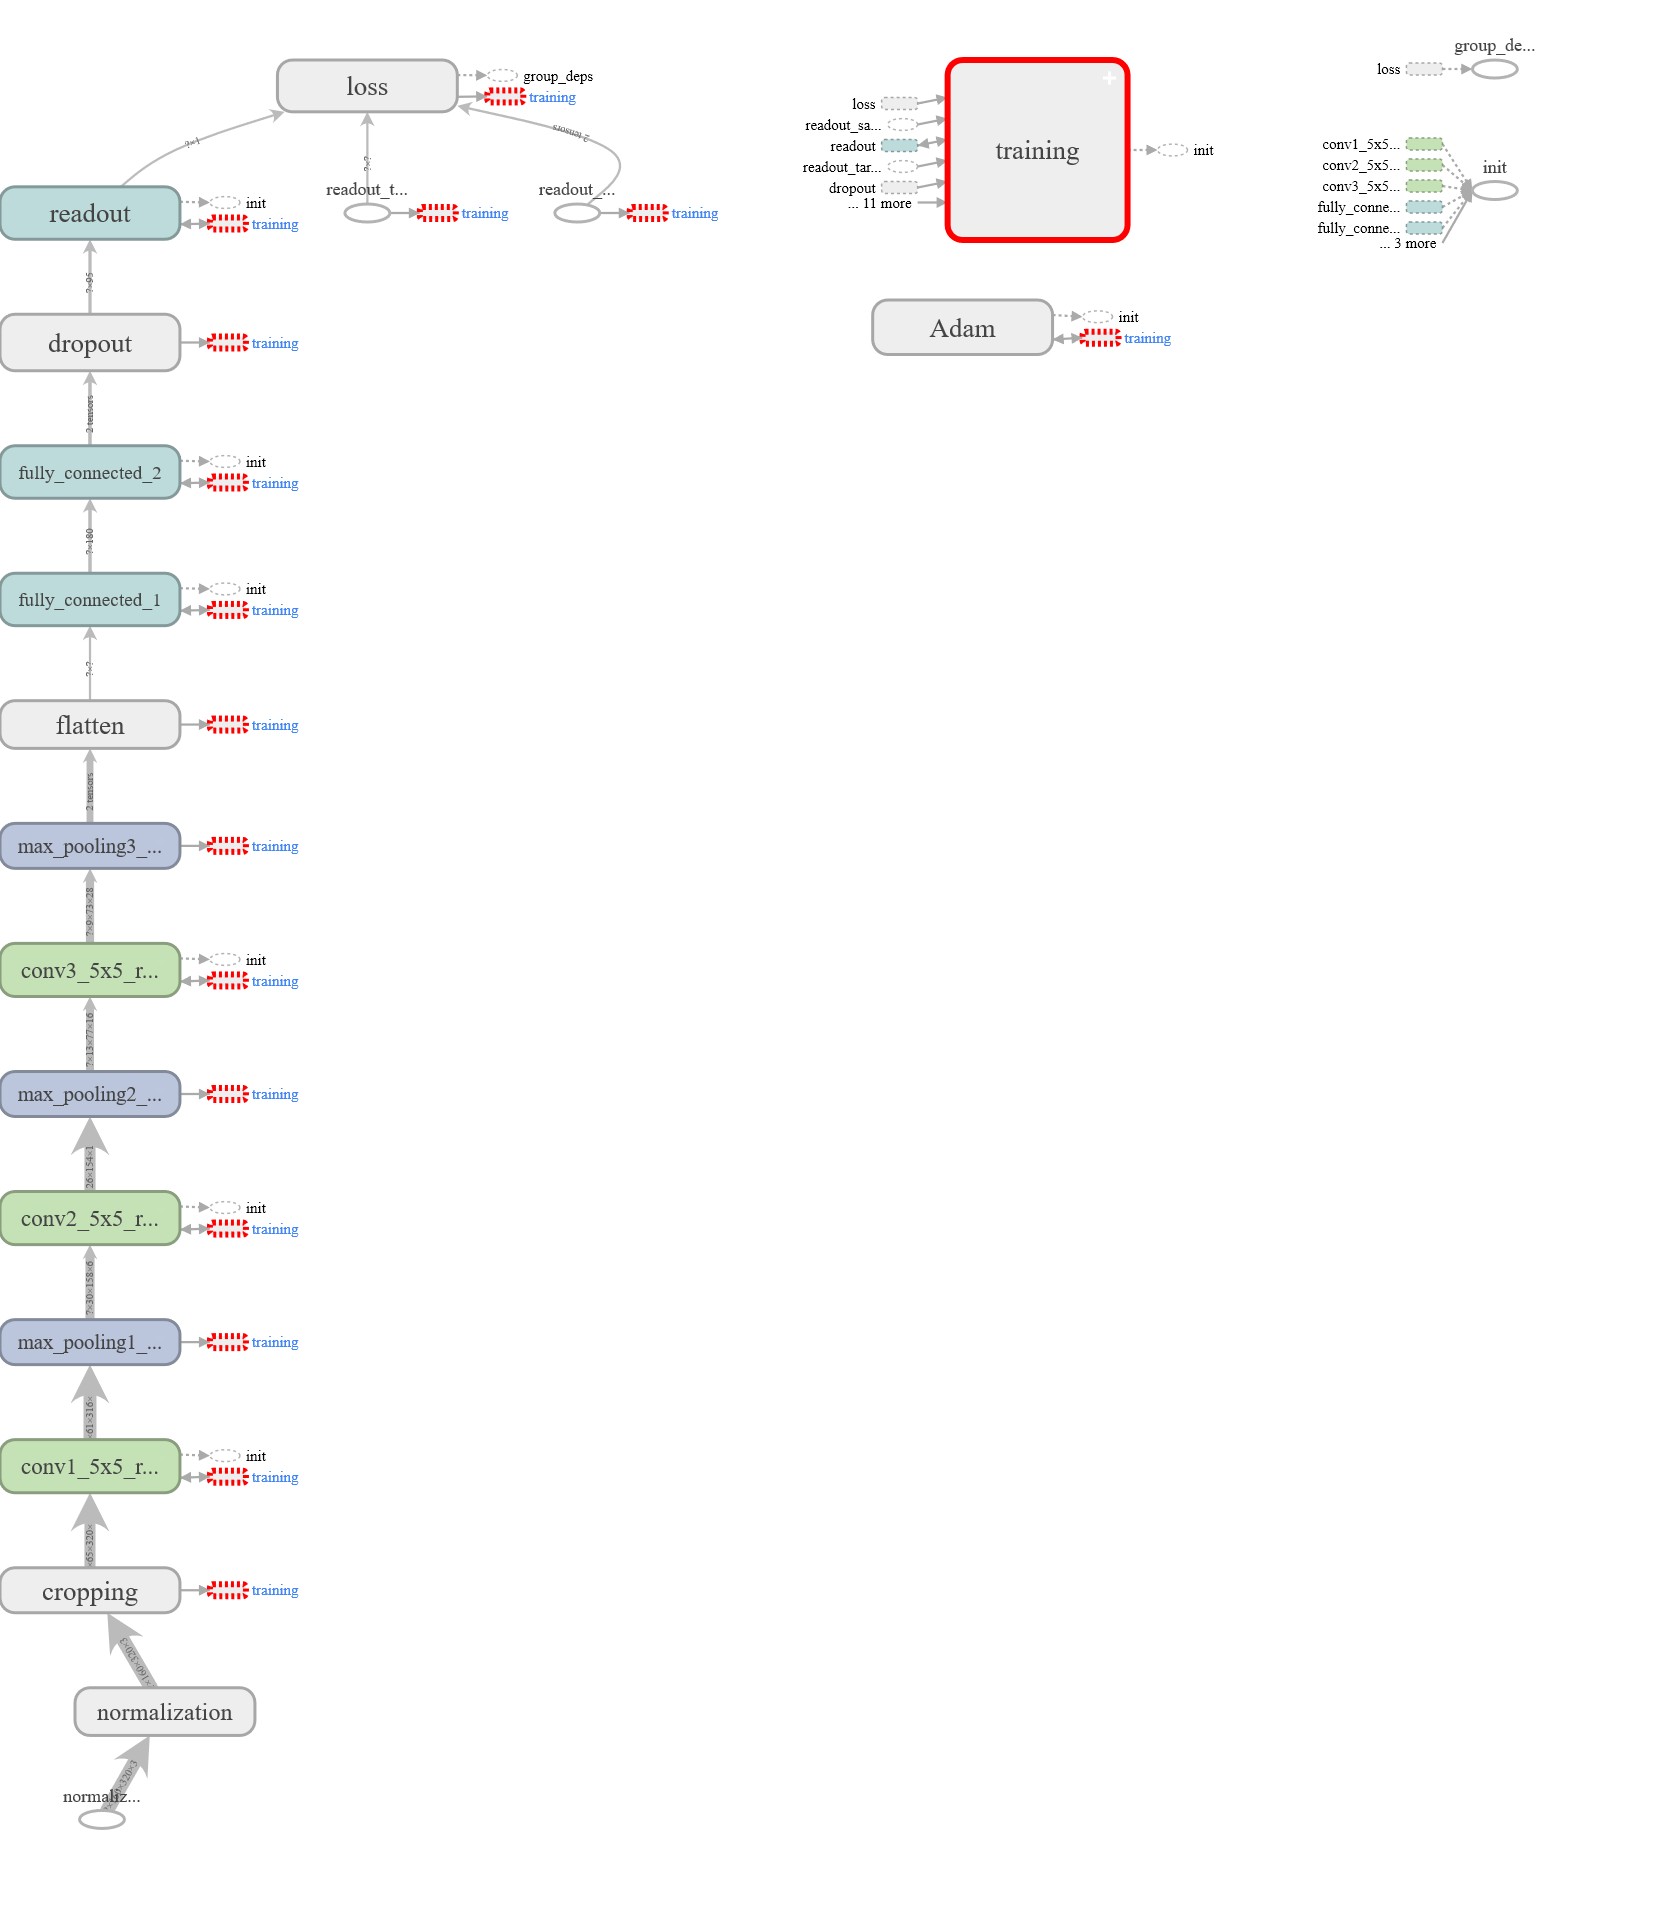 loss
group_deps
training
?×1
?×?
2 tensors
readout_t...
training
readout_...
training
readout
init
training
?×95
dropout
training
2 tensors
fully_connected_2
init
training
?×180
fully_connected_1
init
training
?×?
flatten
training
2 tensors
max_pooling3_...
training
?×9×73×28
conv3_5x5_r...
init
training
?×13×77×16
max_pooling2_...
training
26×154×1
conv2_5x5_r...
init
training
?×30×158×6
max_pooling1_...
training
×61×316×
conv1_5x5_r...
init
training
×65×320×
cropping
training
×160×320×3
normalization
×320×3
normaliz...
loss
readout_sa...
readout
readout_tar...
dropout
... 11 more
training
init
Adam
init
training
group_de...
loss
conv1_5x5...
conv2_5x5...
conv3_5x5...
fully_conne...
fully_conne...
... 3 more
init